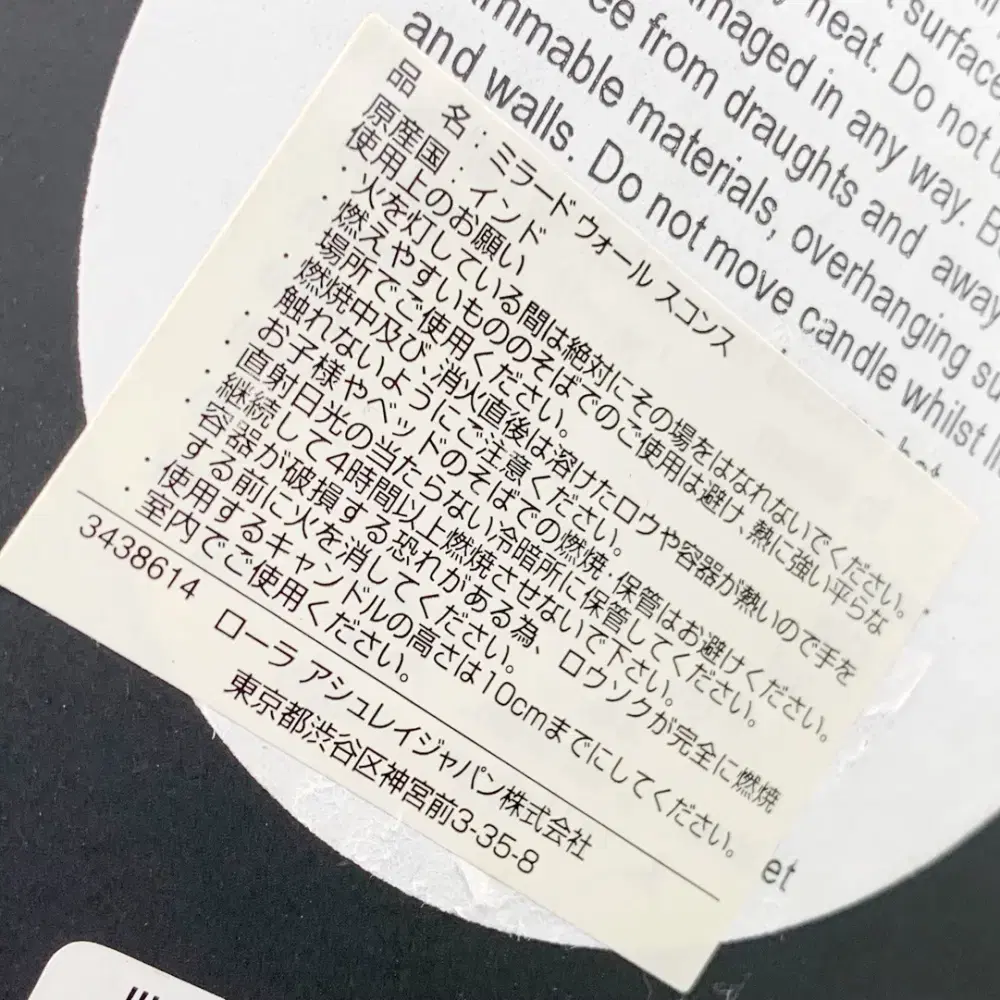 surface
heat. Do not
maged in any way. B
ee from draughts and away
mmable materials, overhanging su
and walls. Do not move candle whilst li
品　名：ミラード ウォール スコンス
原産国：インド
使用上のお願い
・火を灯している間は絶対にその場をはなれないでください。
・燃えやすいもののそばでのご使用は避け、熱に強い平らな
場所でご使用ください。
・燃焼中及び、消火直後は溶けたロウや容器が熱いので手を
触れないようにご注意ください。
・お子様やベッドのそばでの燃焼・保管はお避けください。
・直射日光の当たらない冷暗所に保管してください。
・継続して4時間以上燃焼させないで下さい。
・容器が破損する恐れがある為、ロウソクが完全に燃焼
する前に火を消してください。
・使用するキャンドルの高さは10cmまでにしてください。
・室内でご使用ください。
3438614 ローラ アシュレイジャパン株式会社
東京都渋谷区神宮前3-35-8
et